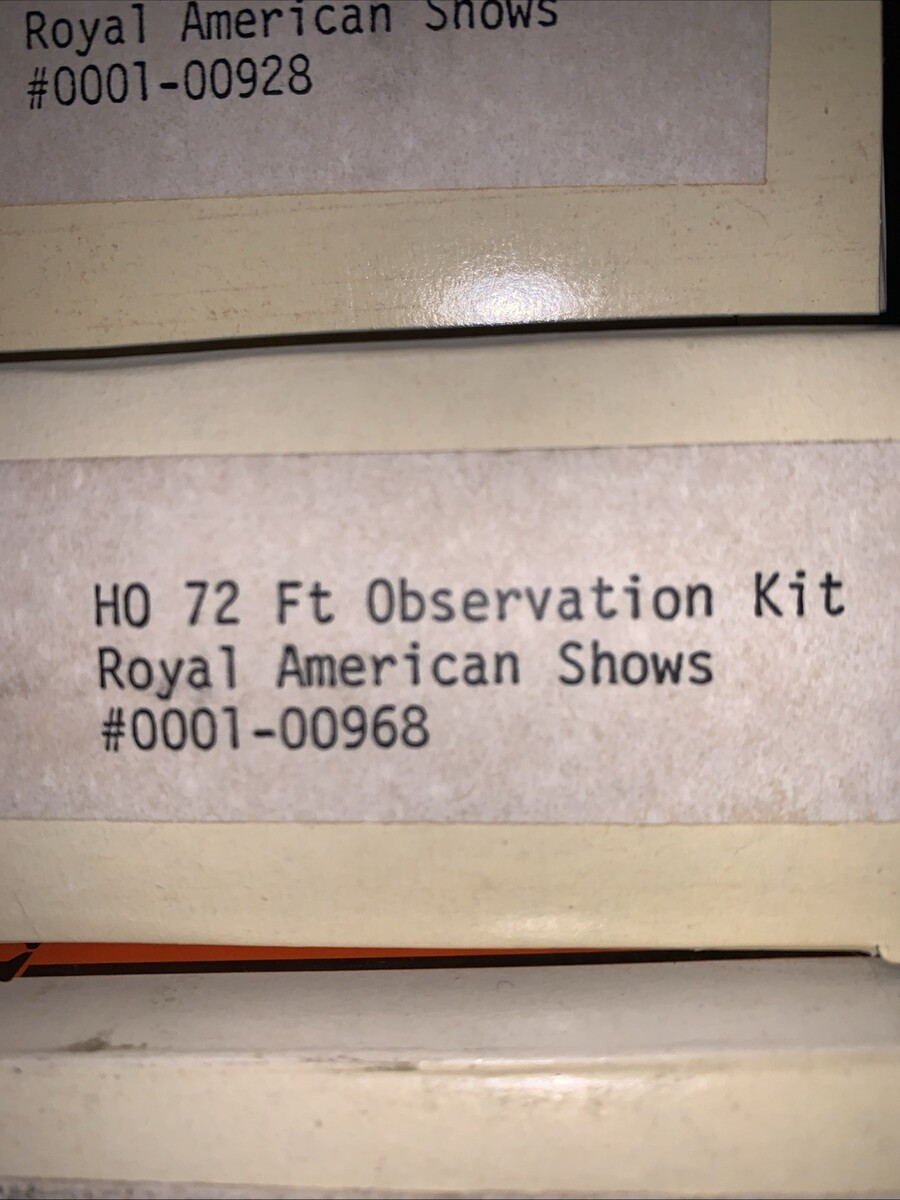 Royal American Shows
#0001-00928
HO 72 Ft Observation Kit
Royal American Shows
#0001-00968